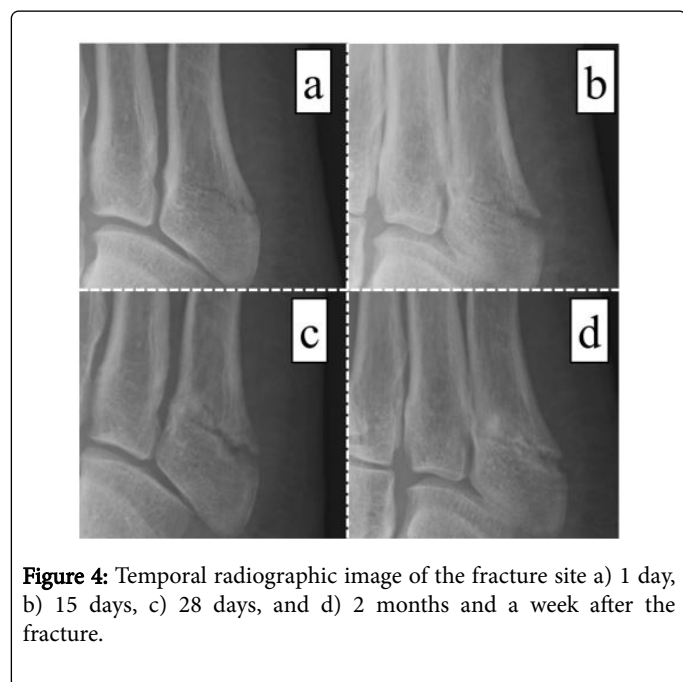 a
b
c
d
Figure 4: Temporal radiographic image of the fracture site a) 1 day,
b) 15 days, c) 28 days, and d) 2 months and a week after the
fracture.